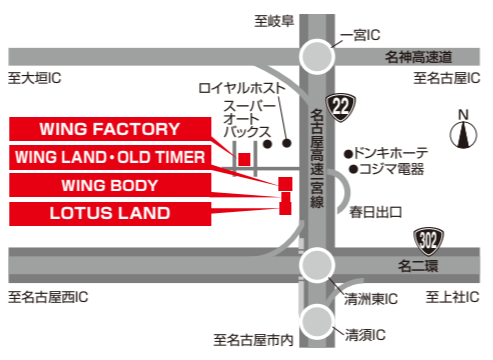 至岐阜
一宮IC
名神高速道
至大垣IC
至名古屋IC
ロイヤルホスト
スーパー
オート
バックス
22
N
WING FACTORY
WING LAND・OLD TIMER
WING BODY
LOTUS LAND
名古屋高速一宮線
ドンキホーテ
コジマ電器
春日出口
302
名二環
至名古屋西IC
清洲東IC
至上社IC
至名古屋市内
清須IC